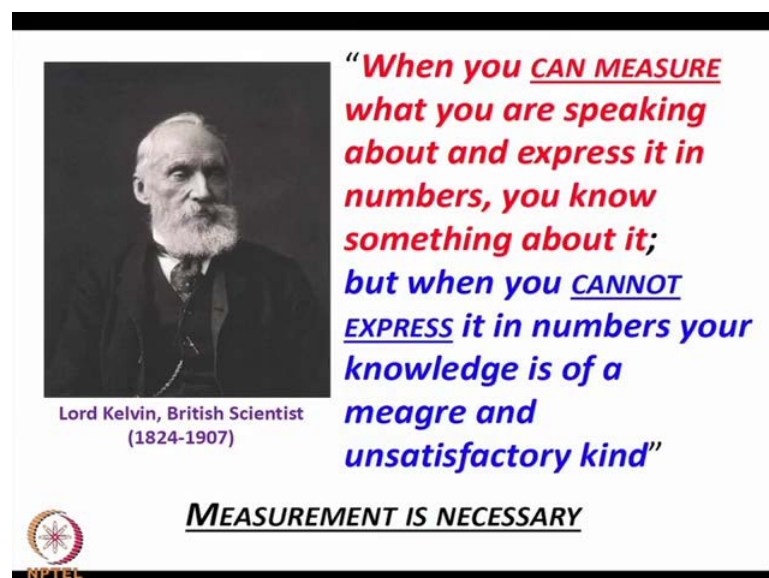 “When you CAN MEASURE
what you are speaking
about and express it in
numbers, you know
something about it;
but when you CANNOT
EXPRESS it in numbers your
knowledge is of a
meagre and
unsatisfactory kind”
Lord Kelvin, British Scientist
(1824-1907)
MEASUREMENT IS NECESSARY
NPTEL